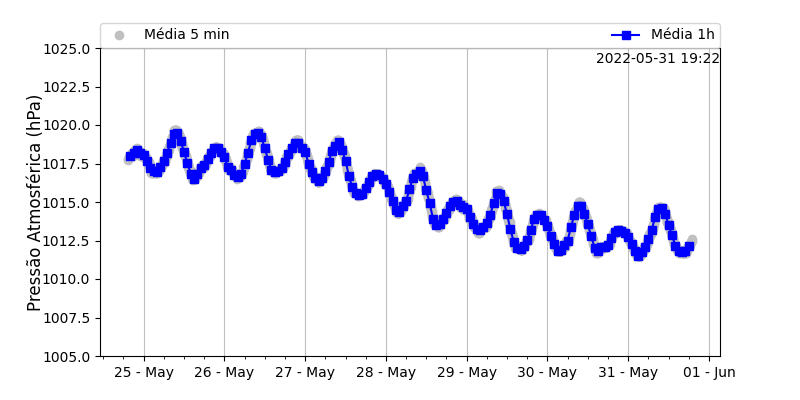 Média 5 min
Média 1h
2022-05-31 19:22
Pressão Atmosférica (hPa)
1025.0
1022.5
1020.0
1017.5
1015.0
1012.5
1010.0
1007.5
1005.0
25 - May
26 - May
27 - May
28 - May
29 - May
30 - May
31 - May
01 - Jun